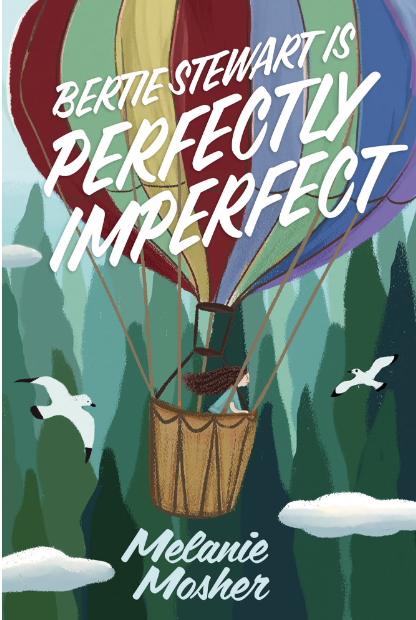 BERTIE STEWART IS
PERFECTLY
IMPERFECT
Melanie
Mosher